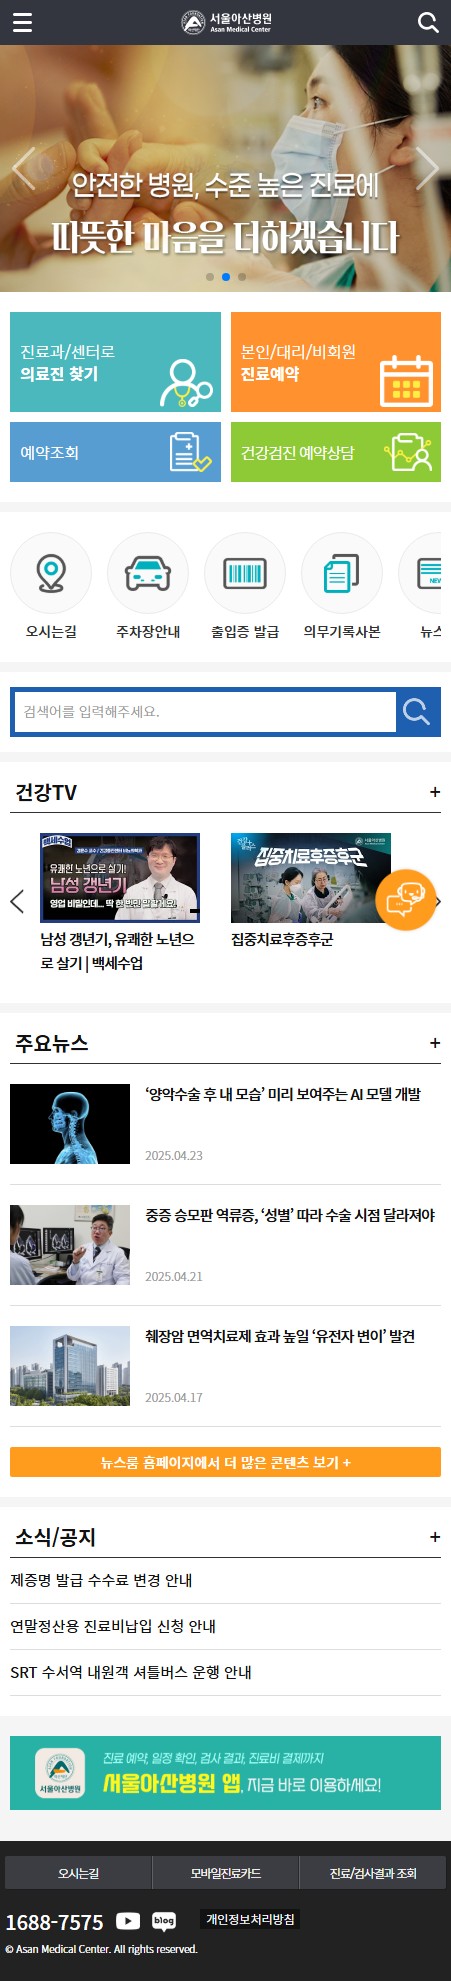 서울아산병원
Asan Medical Center
안전한 병원, 수준 높은 진료에
따뜻한 마음을 더하겠습니다
진료과/센터로
의료진 찾기
본인/대리/비회원
진료예약
예약조회
건강검진 예약상담
오시는길
주차장안내
출입증 발급
의무기록사본
뉴스
NEW
검색어를 입력해주세요.
건강TV
+
백세수업
유쾌한 노년으로 살기!
남성 갱년기
영업 비밀인데... 딱 한 번만 말할게요.
집중치료후증후군
남성 갱년기, 유쾌한 노년으
로 살기 | 백세수업
집중치료후증후군
주요뉴스
+
‘양악수술 후 내 모습’ 미리 보여주는 AI 모델 개발
2025.04.23
중증 승모판 역류증, ‘성별’ 따라 수술 시점 달라져야
2025.04.21
췌장암 면역치료제 효과 높일 ‘유전자 변이’ 발견
2025.04.17
뉴스룸 홈페이지에서 더 많은 콘텐츠 보기 +
소식/공지
+
제증명 발급 수수료 변경 안내
연말정산용 진료비납입 신청 안내
SRT 수서역 내원객 셔틀버스 운행 안내
서울아산병원
진료 예약, 일정 확인, 검사 결과, 진료비 결제까지
서울아산병원 앱, 지금 바로 이용하세요!
오시는길
모바일진료카드
진료/검사결과 조회
1688-7575
blog
개인정보처리방침
© Asan Medical Center. All rights reserved.